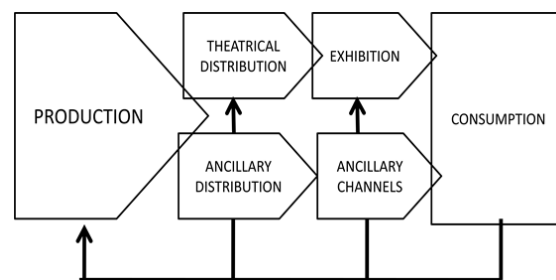 PRODUCTION
THEATRICAL
DISTRIBUTION
EXHIBITION
ANCILLARY
DISTRIBUTION
ANCILLARY
CHANNELS
CONSUMPTION